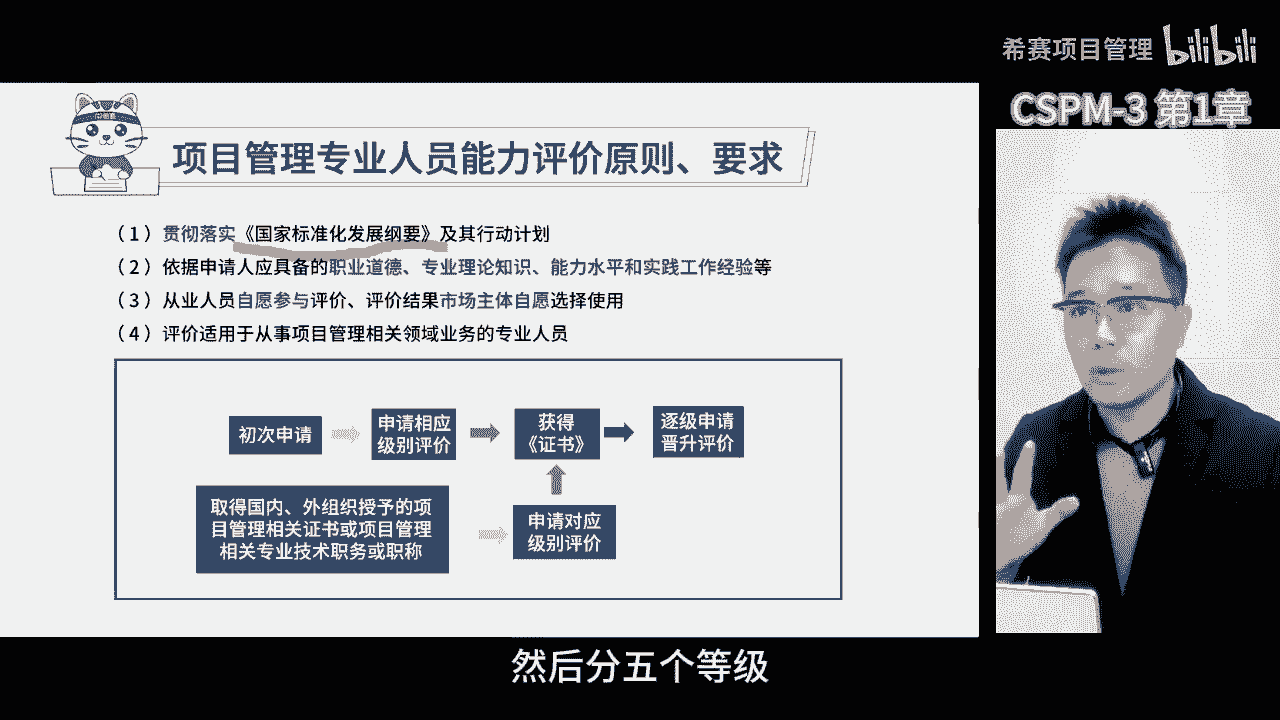 希赛项目管理 bilibili
CSPM-3 第1章
项目管理专业人员能力评价原则、要求
（1）贯彻落实《国家标准化发展纲要》及其行动计划
（2）依据申请人应具备的职业道德、专业理论知识、能力水平和实践工作经验等
（3）从业人员自愿参与评价、评价结果市场主体自愿选择使用
（4）评价适用于从事项目管理相关领域业务的专业人员
初次申请
申请相应
级别评价
获得
《证书》
逐级申请
晋升评价
取得国内、外组织授予的项
目管理相关证书或项目管理
相关专业技术职务或职称
申请对应
级别评价
然后分五个等级